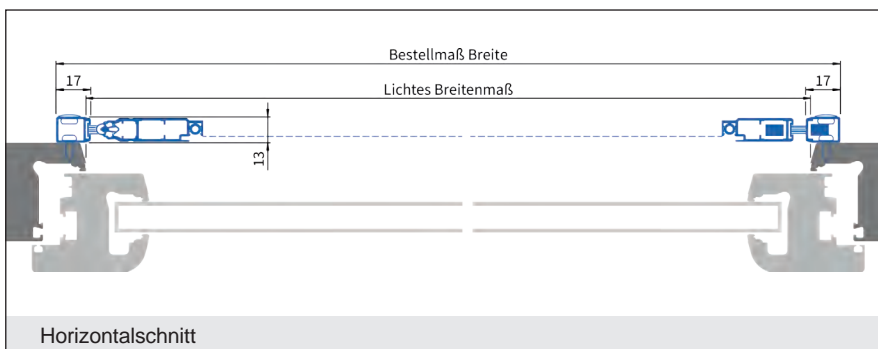 Bestellmaß Breite
17
Lichtes Breitenmaß
17
13
Horizontalschnitt